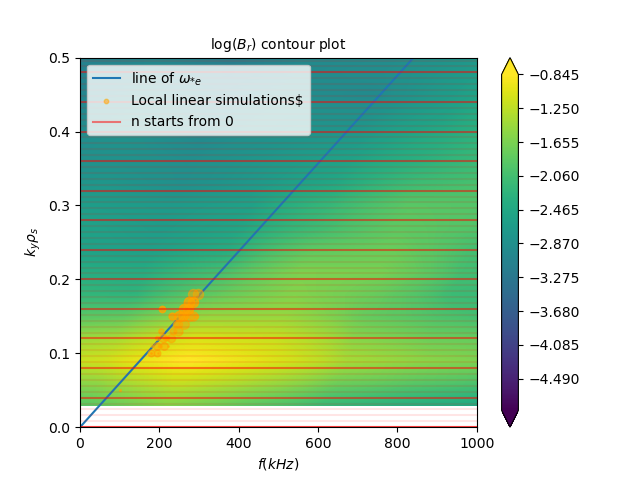 log(B_r) contour plot
line of ω_{*e}
Local linear simulations$
n starts from 0
k_yρ_s
0.5
0.4
0.3
0.2
0.1
0.0
0 200 400 600 800 1000
f(kHz)
−0.845
−1.250
−1.655
−2.060
−2.465
−2.870
−3.275
−3.680
−4.085
−4.490